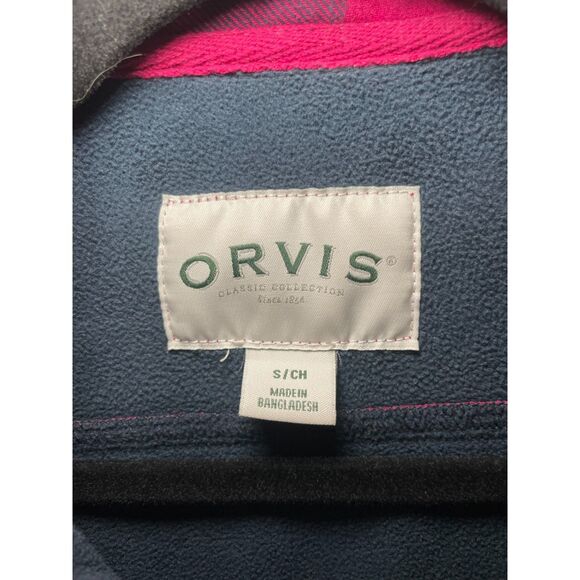 ORVIS®
CLASSIC COLLECTION
Since 1856
S/CH
MADE IN
BANGLADESH